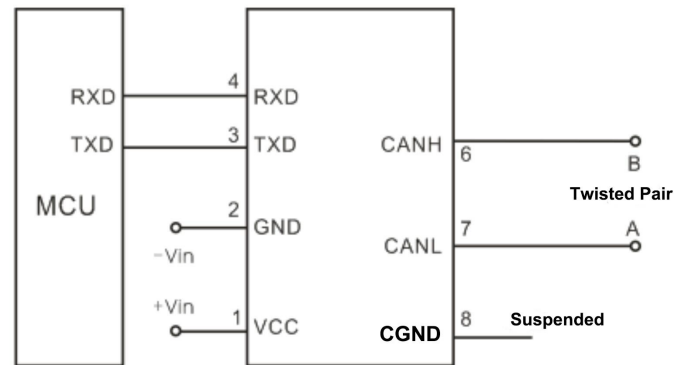 RXD 4 RXD
TXD 3 TXD CANH 6 B
MCU Twisted Pair
2 GND 7 A
-Vin CANL
+Vin 1 VCC CGND 8 Suspended